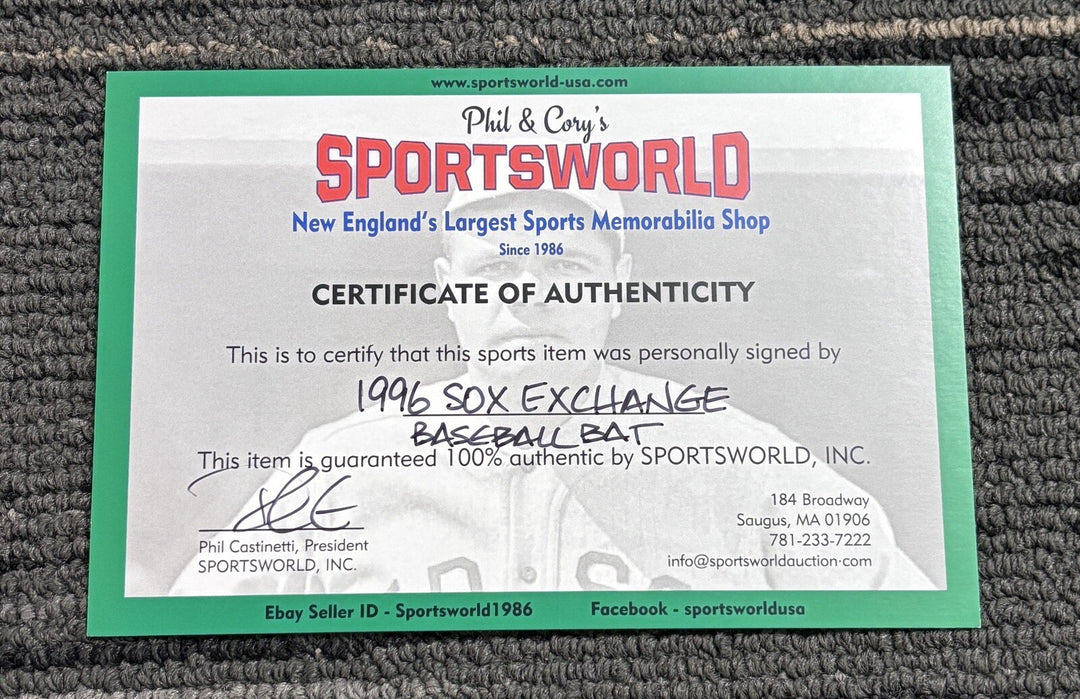 www.sportsworld-usa.com
Phil & Cory's
SPORTSWORLD
New England's Largest Sports Memorabilia Shop
Since 1986
CERTIFICATE OF AUTHENTICITY
This is to certify that this sports item was personally signed by
1996 SOX EXCHANGE
BASEBALL BAT
This item is guaranteed 100% authentic by SPORTSWORLD, INC.
184 Broadway
Saugus, MA 01906
781-233-7222
info@sportsworldauction.com
Phil Castinetti, President
SPORTSWORLD, INC.
Ebay Seller ID - Sportsworld1986
Facebook - sportsworldusa